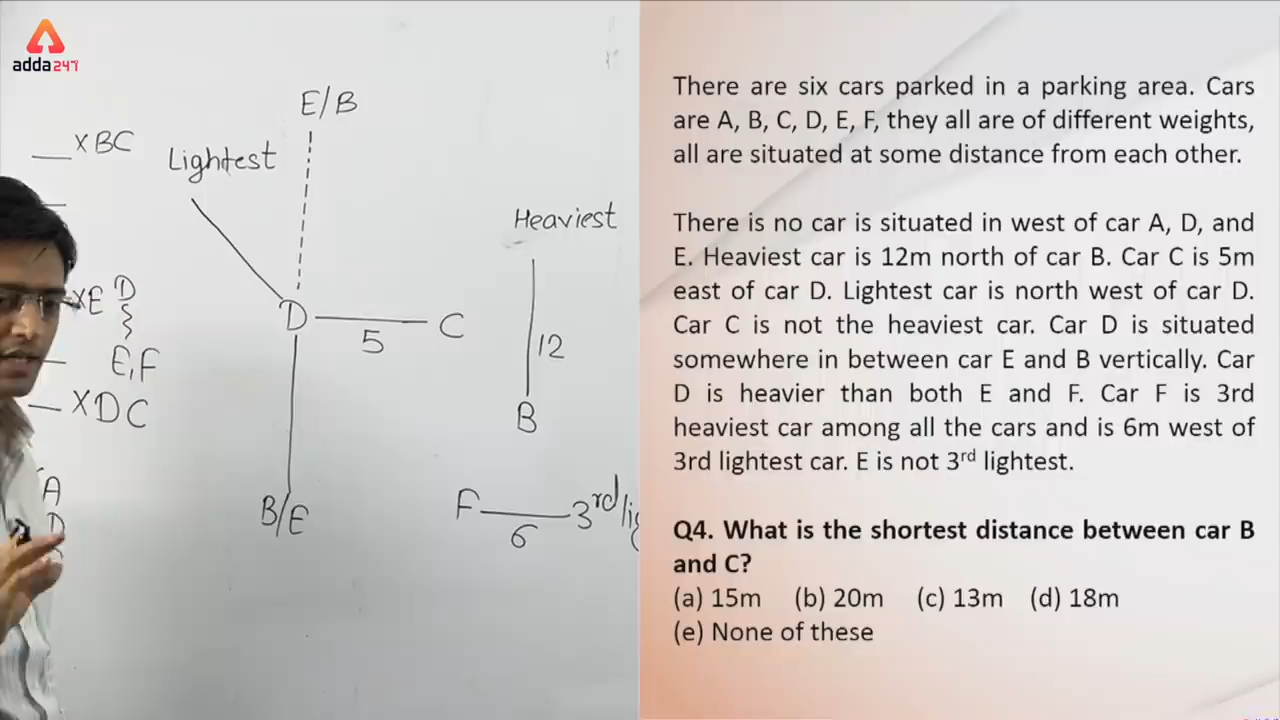 adda247
E/B
xBC
Lightest
Heaviest
xE D
D
5
C
12
E,F
xDC
B
A
D
B/E
F
6
3rd/
There are six cars parked in a parking area. Cars
are A, B, C, D, E, F, they all are of different weights,
all are situated at some distance from each other.
There is no car is situated in west of car A, D, and
E. Heaviest car is 12m north of car B. Car C is 5m
east of car D. Lightest car is north west of car D.
Car C is not the heaviest car. Car D is situated
somewhere in between car E and B vertically. Car
D is heavier than both E and F. Car F is 3rd
heaviest car among all the cars and is 6m west of
3rd lightest car. E is not 3rd lightest.
Q4. What is the shortest distance between car B
and C?
(a) 15m (b) 20m (c) 13m (d) 18m
(e) None of these